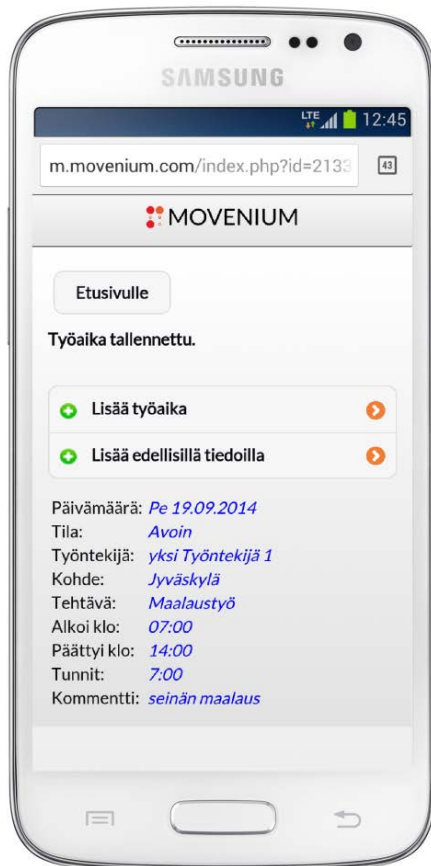 SAMSUNG
LTE 12:45
m.movenium.com/index.php?id=2133
43
MOVENIUM
Etusivulle
Työaika tallennettu.
Lisää työaika
Lisää edellisillä tiedoilla
Päivämäärä: Pe 19.09.2014
Tila: Avoin
Työntekijä: yksi Työntekijä 1
Kohde: Jyväskylä
Tehtävä: Maalaustyö
Alkoi klo: 07:00
Päättyi klo: 14:00
Tunnit: 7:00
Kommentti: seinän maalaus